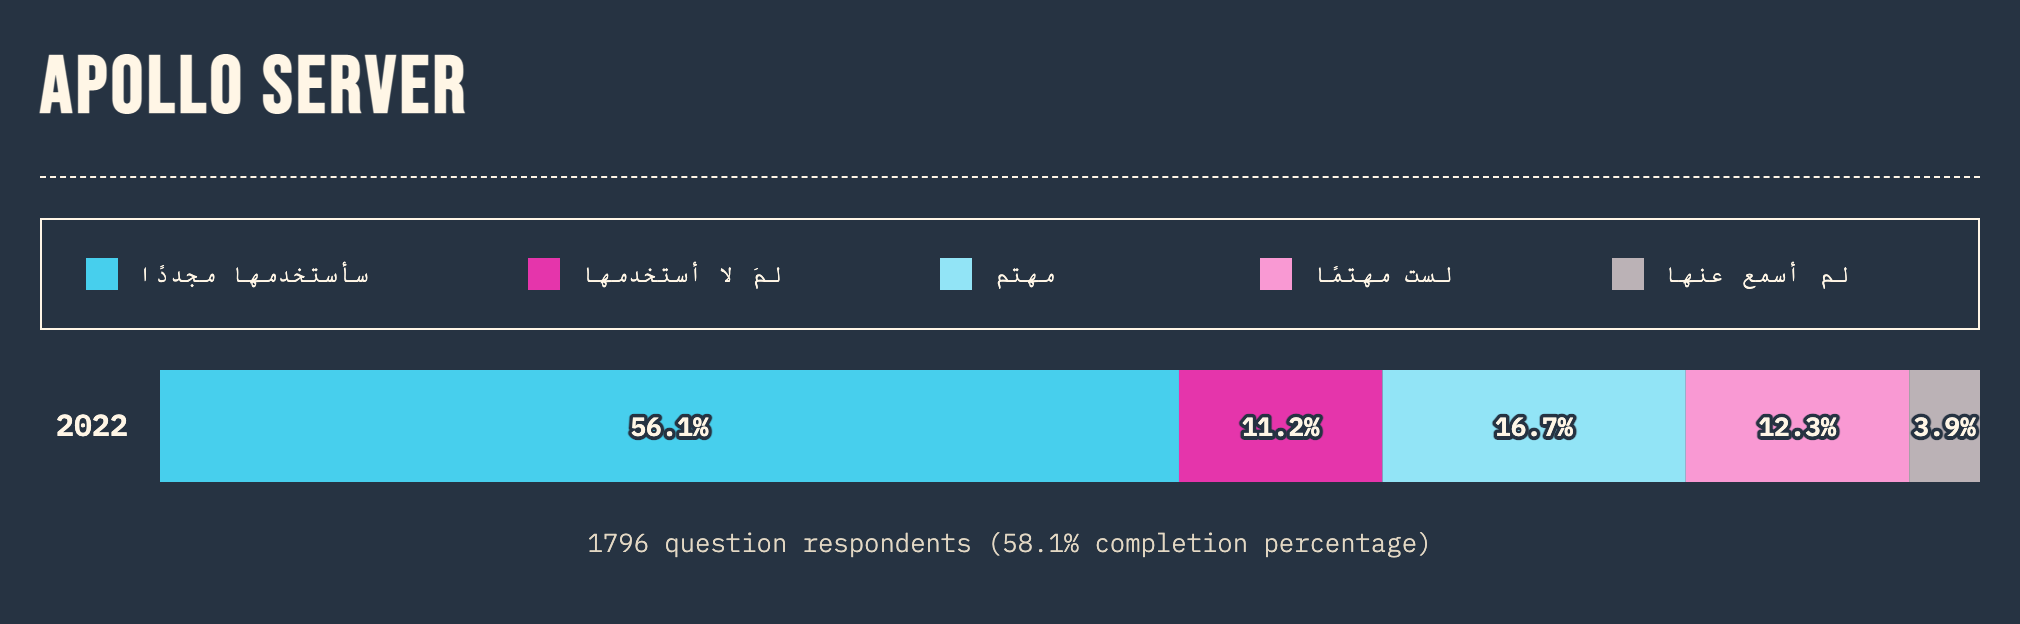 APOLLO SERVER
سأستخدمها مجددًا
لمَ لا أستخدمها
مهتم
لست مهتمًا
لم أسمع عنها
2022
56.1%
11.2%
16.7%
12.3%
3.9%
1796 question respondents (58.1% completion percentage)